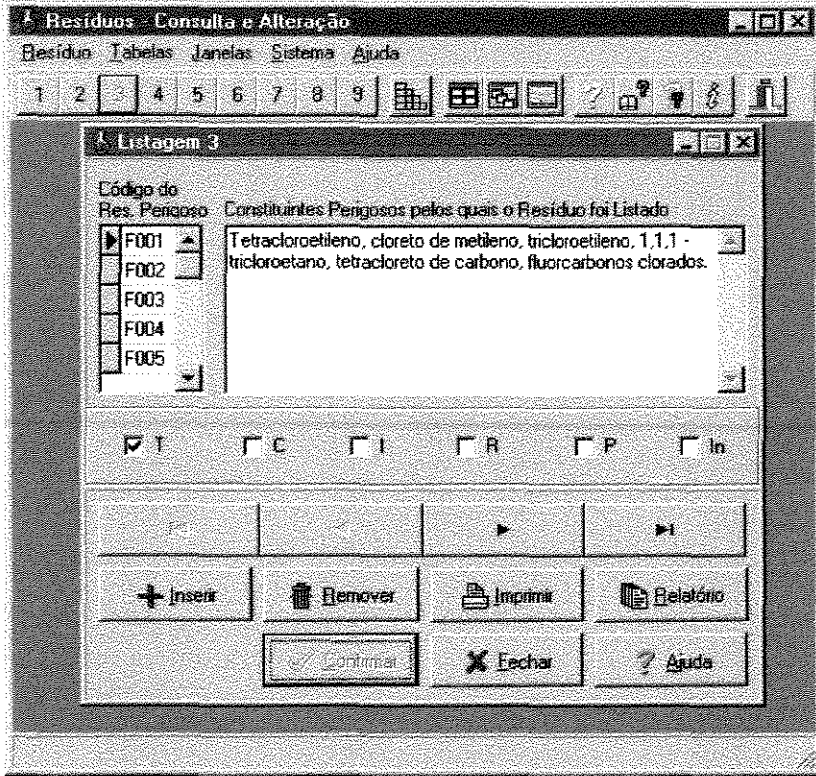 Resíduos - Consulta e Alteração
Resíduo Tabelas Janelas Sistema Ajuda
1 2 3 4 5 6 7 8 9
Listagem 3
Código do
Res. Perigoso Constituintes Perigosos pelos quais o Resíduo foi Listado
F001
F002
F003
F004
F005
Tetracloroetileno, cloreto de metileno, tricloroetileno, 1,1,1 -
tricloroetano, tetracloreto de carbono, fluorcarbonos clorados.
T C I R P In
Inserir Remover Imprimir Relatório
Confirmar Fechar Ajuda